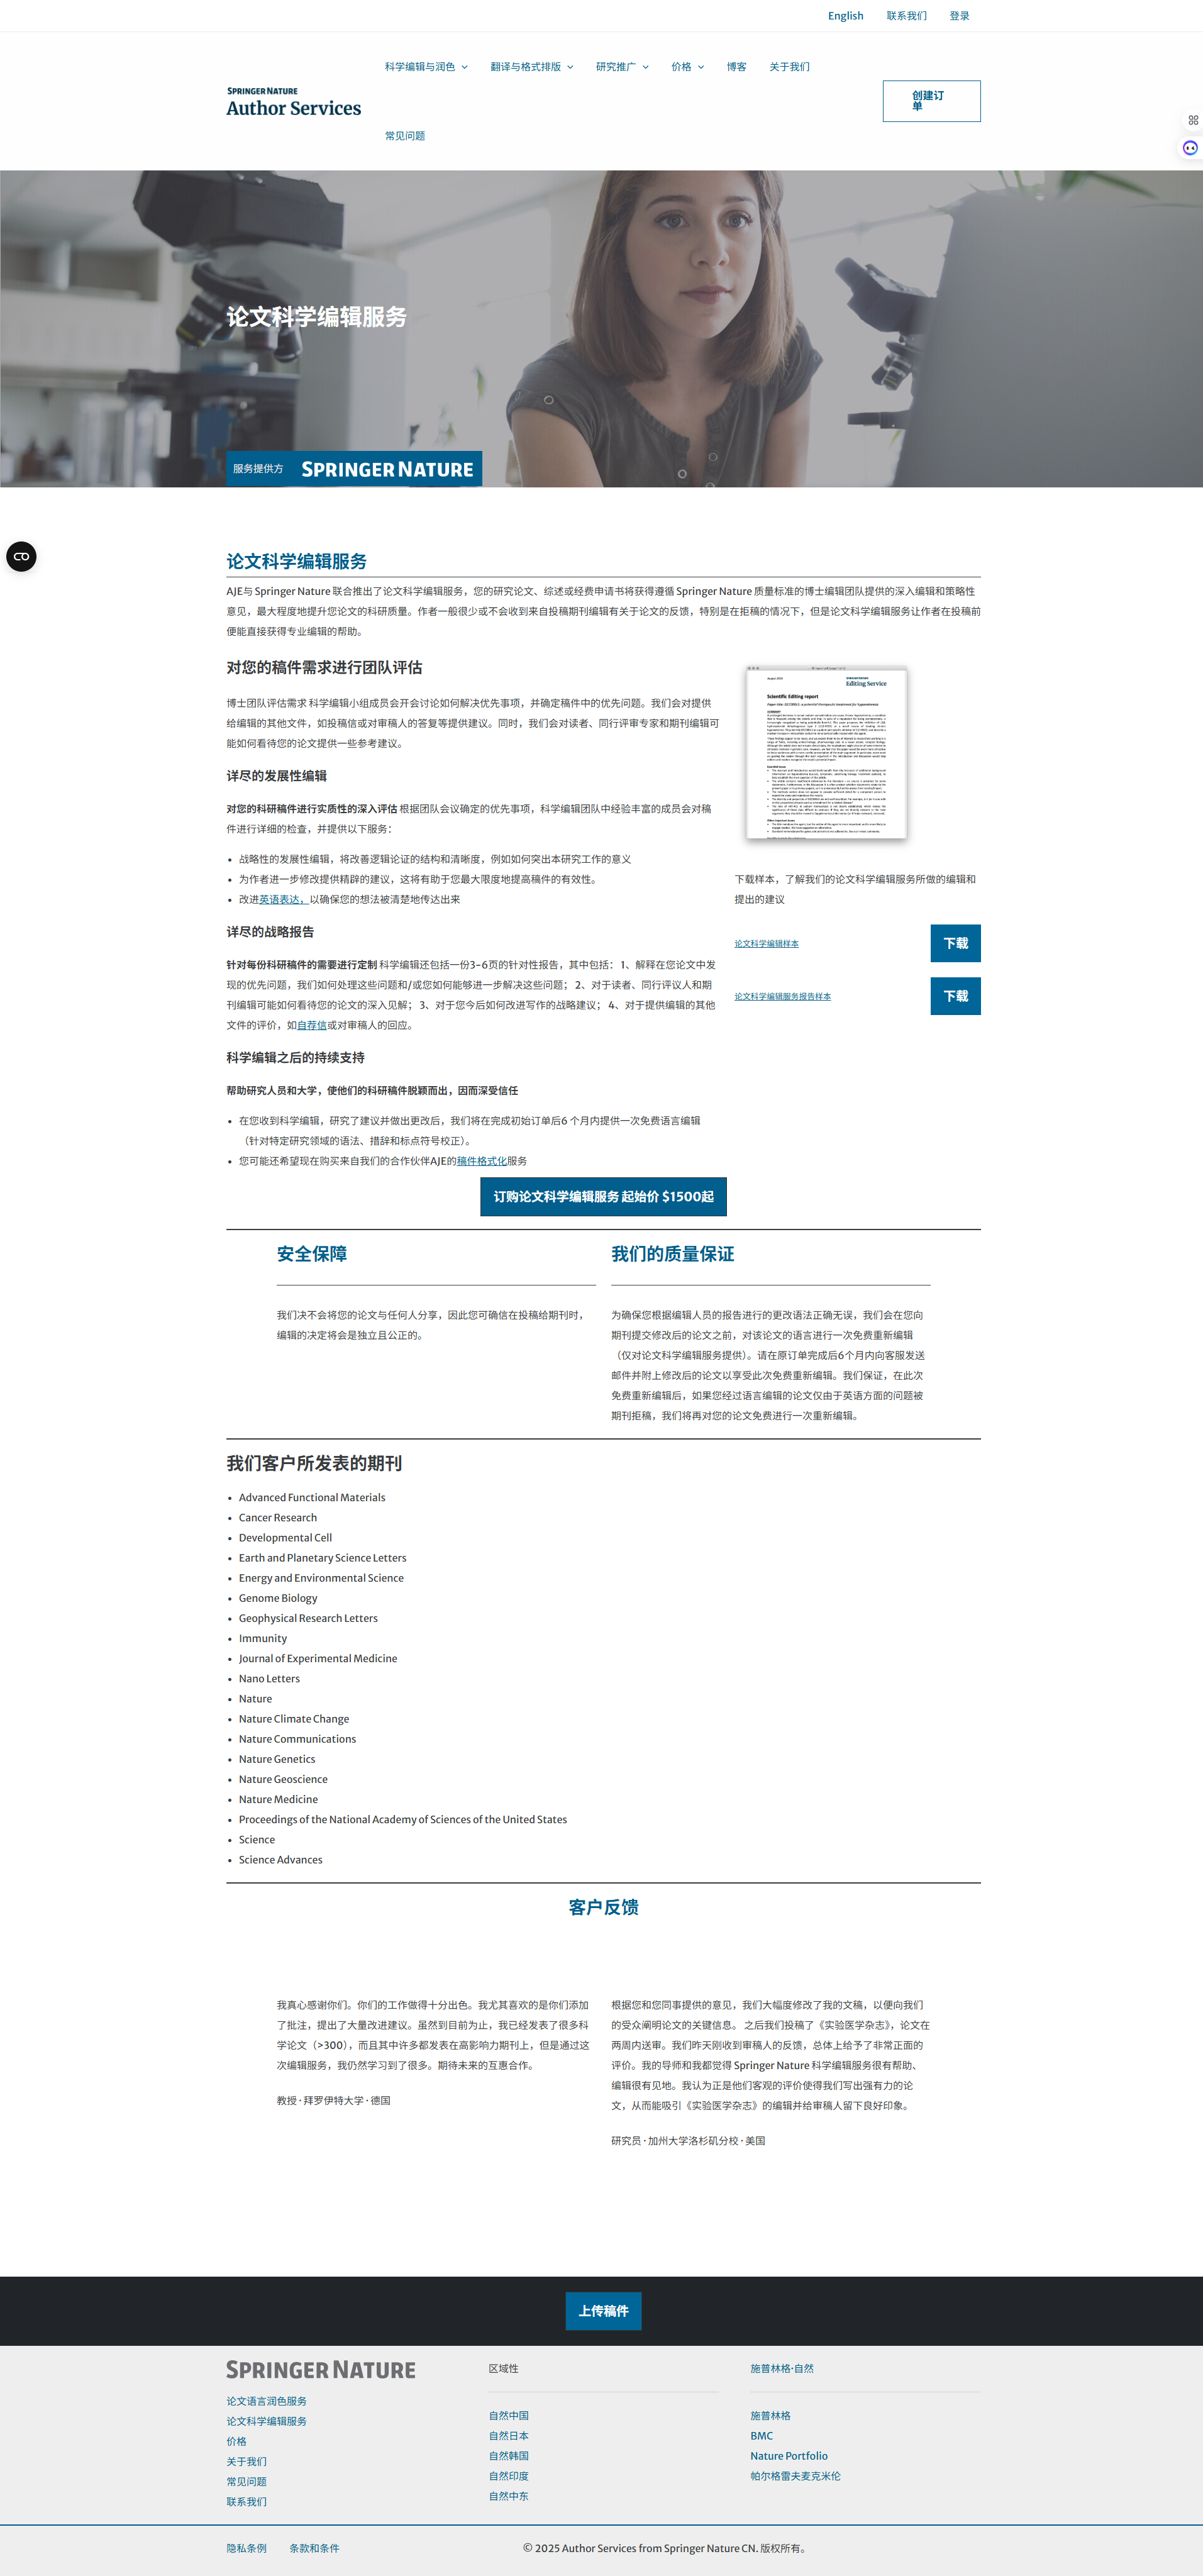 English 联系我们 登录
科学编辑与润色 翻译与格式排版 研究推广 价格 博客 关于我们
常见问题
SPRINGER NATURE
Author Services
创建订
单
论文科学编辑服务
服务提供方 SPRINGER NATURE
论文科学编辑服务
AJE与 Springer Nature 联合推出了论文科学编辑服务，您的研究论文、综述或经费申请书将获得遵循 Springer Nature 质量标准的博士编辑团队提供的深入编辑和策略性
意见，最大程度地提升您论文的科研质量。作者一般很少或不会收到来自投稿期刊编辑有关于论文的反馈，特别是在拒稿的情况下，但是论文科学编辑服务让作者在投稿前
便能直接获得专业编辑的帮助。
对您的稿件需求进行团队评估
博士团队评估需求 科学编辑小组成员会开会讨论如何解决优先事项，并确定稿件中的优先问题。我们会对提供
给编辑的其他文件，如投稿信或对审稿人的答复等提供建议。同时，我们会对读者、同行评审专家和期刊编辑可
能如何看待您的论文提供一些参考建议。
详尽的发展性编辑
对您的科研稿件进行实质性的深入评估 根据团队会议确定的优先事项，科学编辑团队中经验丰富的成员会对稿
件进行详细的检查，并提供以下服务：
• 战略性的发展性编辑，将改善逻辑论证的结构和清晰度，例如如何突出本研究工作的意义
• 为作者进一步修改提供精辟的建议，这将有助于您最大限度地提高稿件的有效性。
• 改进英语表达，以确保您的想法被清楚地传达出来
详尽的战略报告
针对每份科研稿件的需要进行定制 科学编辑还包括一份3-6页的针对性报告，其中包括： 1、解释在您论文中发
现的优先问题，我们如何处理这些问题和/或您如何能够进一步解决这些问题； 2、对于读者、同行评议人和期
刊编辑可能如何看待您的论文的深入见解； 3、对于您今后如何改进写作的战略建议； 4、对于提供编辑的其他
文件的评价，如自荐信或对审稿人的回应。
科学编辑之后的持续支持
帮助研究人员和大学，使他们的科研稿件脱颖而出，因而深受信任
• 在您收到科学编辑，研究了建议并做出更改后，我们将在完成初始订单后6 个月内提供一次免费语言编辑
（针对特定研究领域的语法、措辞和标点符号校正）。
• 您可能还希望现在购买来自我们的合作伙伴AJE的稿件格式化服务
Editing Service
Scientific Editing report
下载样本，了解我们的论文科学编辑服务所做的编辑和
提出的建议
论文科学编辑样本 下载
论文科学编辑服务报告样本 下载
订购论文科学编辑服务 起始价 $1500起
安全保障
我们决不会将您的论文与任何人分享，因此您可确信在投稿给期刊时，
编辑的决定将会是独立且公正的。
我们的质量保证
为确保您根据编辑人员的报告进行的更改语法正确无误，我们会在您向
期刊提交修改后的论文之前，对该论文的语言进行一次免费重新编辑
（仅对论文科学编辑服务提供）。请在原订单完成后6个月内向客服发送
邮件并附上修改后的论文以享受此次免费重新编辑。我们保证，在此次
免费重新编辑后，如果您经过语言编辑的论文仅由于英语方面的问题被
期刊拒稿，我们将再对您的论文免费进行一次重新编辑。
我们客户所发表的期刊
• Advanced Functional Materials
• Cancer Research
• Developmental Cell
• Earth and Planetary Science Letters
• Energy and Environmental Science
• Genome Biology
• Geophysical Research Letters
• Immunity
• Journal of Experimental Medicine
• Nano Letters
• Nature
• Nature Climate Change
• Nature Communications
• Nature Genetics
• Nature Geoscience
• Nature Medicine
• Proceedings of the National Academy of Sciences of the United States
• Science
• Science Advances
客户反馈
我真心感谢你们。你们的工作做得十分出色。我尤其喜欢的是你们添加
了批注，提出了大量改进建议。虽然到目前为止，我已经发表了很多科
学论文（>300），而且其中许多都发表在高影响力期刊上，但是通过这
次编辑服务，我仍然学习到了很多。期待未来的互惠合作。
教授 · 拜罗伊特大学 · 德国
根据您和您同事提供的意见，我们大幅度修改了我的文稿，以便向我们
的受众阐明论文的关键信息。 之后我们投稿了《实验医学杂志》，论文在
两周内送审。我们昨天刚收到审稿人的反馈，总体上给予了非常正面的
评价。我的导师和我都觉得 Springer Nature 科学编辑服务很有帮助、
编辑很有见地。我认为正是他们客观的评价使得我们写出强有力的论
文，从而能吸引《实验医学杂志》的编辑并给审稿人留下良好印象。
研究员 · 加州大学洛杉矶分校 · 美国
上传稿件
SPRINGER NATURE
论文语言润色服务
论文科学编辑服务
价格
关于我们
常见问题
联系我们
区域性
自然中国
自然日本
自然韩国
自然印度
自然中东
施普林格·自然
施普林格
BMC
Nature Portfolio
帕尔格雷夫麦克米伦
隐私条例 条款和条件 © 2025 Author Services from Springer Nature CN. 版权所有。